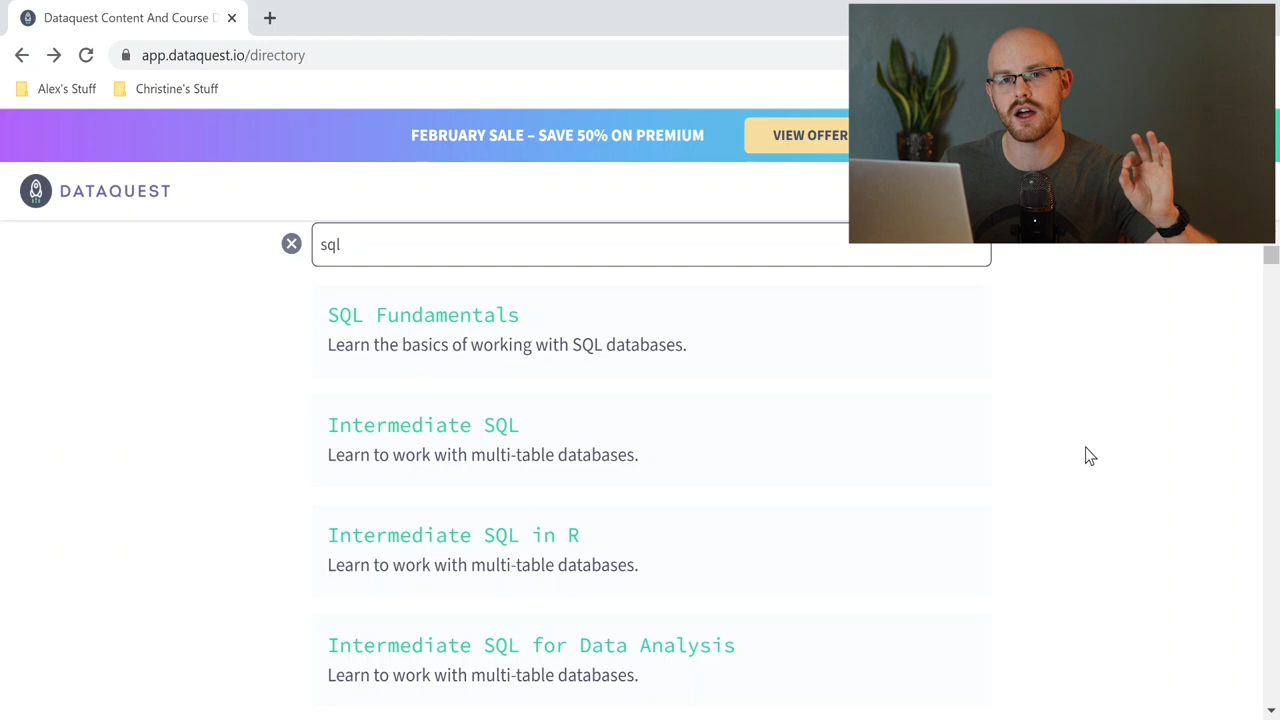 Dataquest Content And Course D
app.dataquest.io/directory
Alex's Stuff
Christine's Stuff
FEBRUARY SALE – SAVE 50% ON PREMIUM
VIEW OFFER
DATAQUEST
sql
SQL Fundamentals
Learn the basics of working with SQL databases.
Intermediate SQL
Learn to work with multi-table databases.
Intermediate SQL in R
Learn to work with multi-table databases.
Intermediate SQL for Data Analysis
Learn to work with multi-table databases.